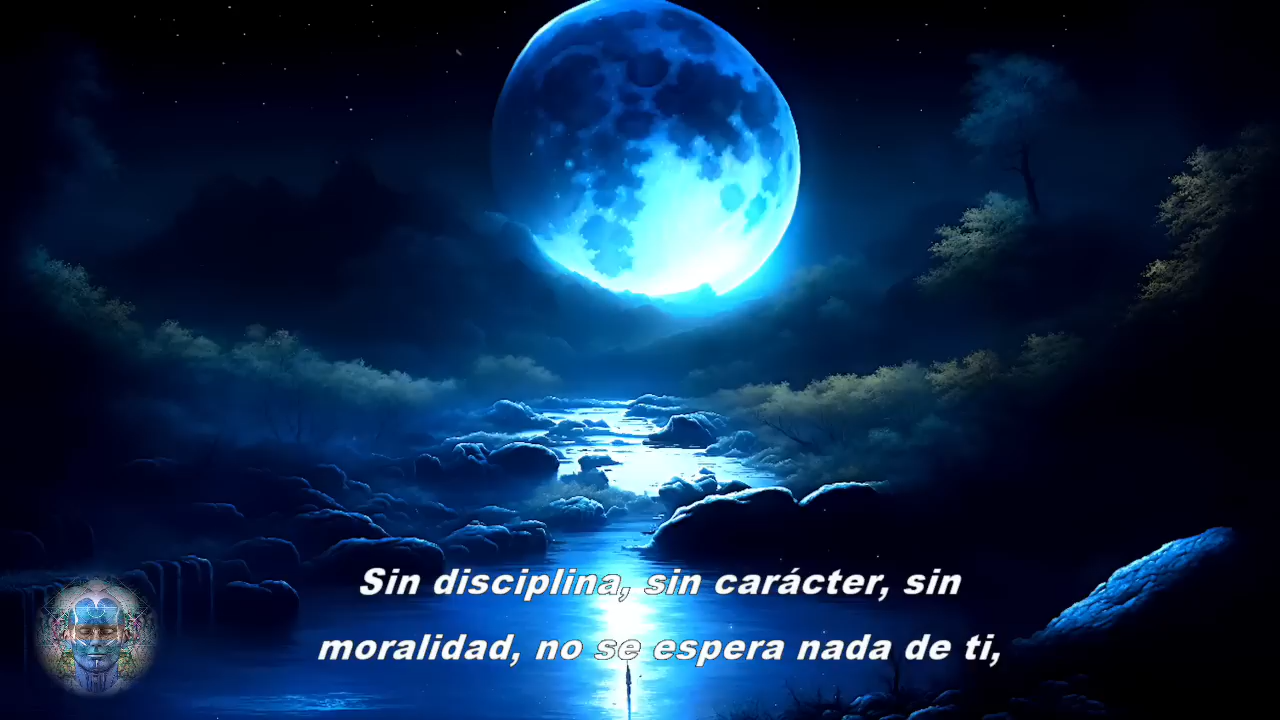 Sin disciplina, sin carácter, sin
moralidad, no se espera nada de ti,